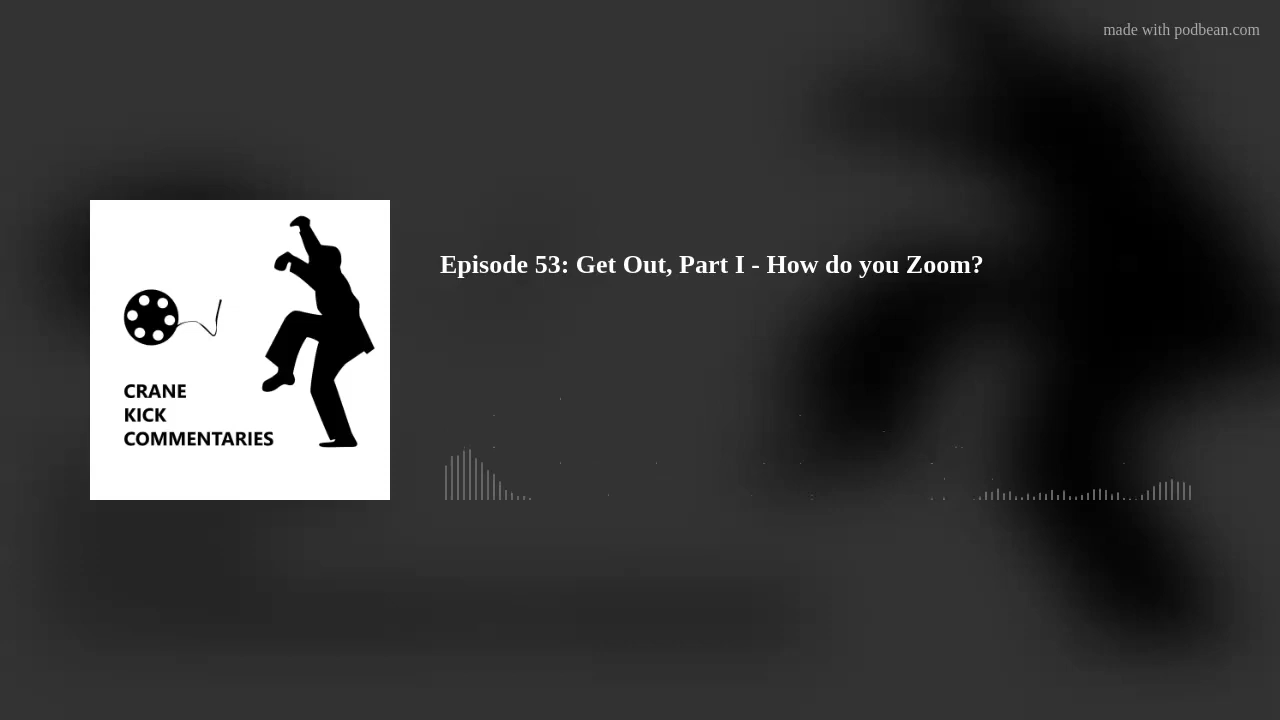 made with podbean.com
Episode 53: Get Out, Part I - How do you Zoom?
CRANE
KICK
COMMENTARIES